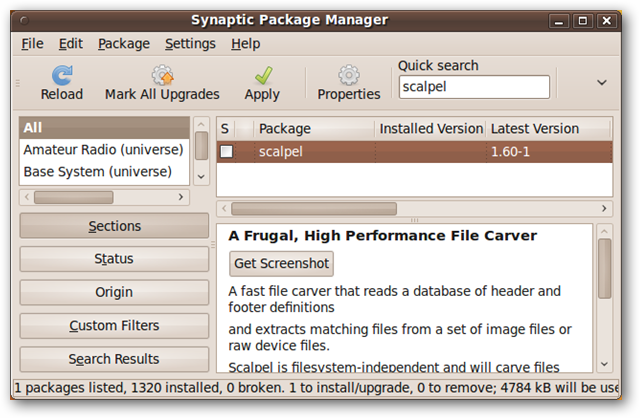 Synaptic Package Manager
File Edit Package Settings Help
Quick search
Reload Mark All Upgrades Apply Properties scalpel
All
Amateur Radio (universe)
Base System (universe)
S Package Installed Version Latest Version
scalpel 1.60-1
Sections
Status
Origin
Custom Filters
Search Results
A Frugal, High Performance File Carver
Get Screenshot
A fast file carver that reads a database of header and
footer definitions
and extracts matching files from a set of image files or
raw device files.
Scalpel is filesystem-independent and will carve files
1 packages listed, 1320 installed, 0 broken. 1 to install/upgrade, 0 to remove; 4784 kB will be use